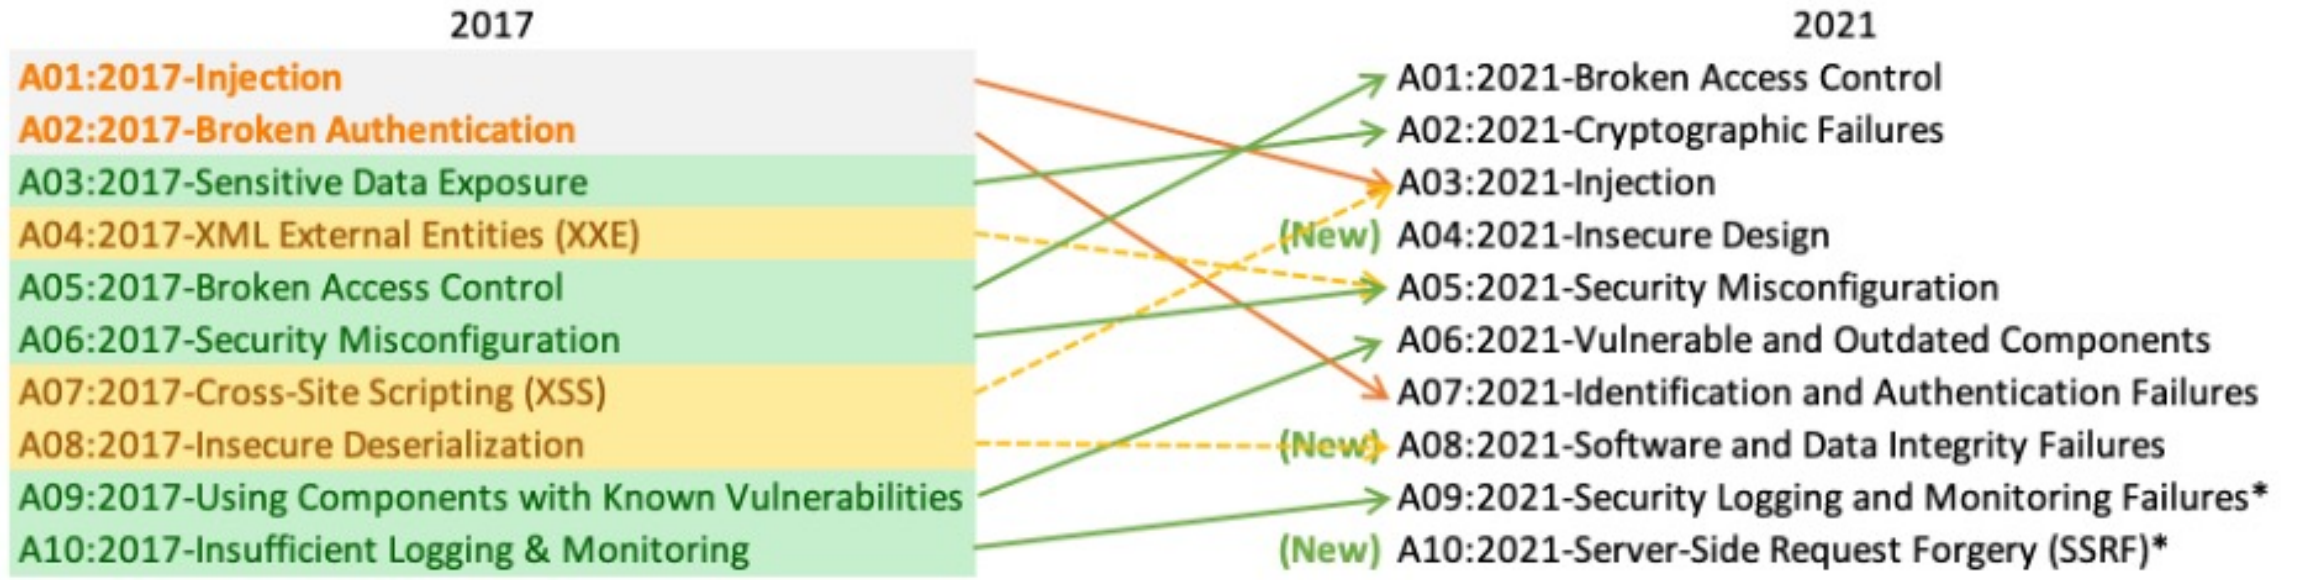 2017
2021
A01:2017-Injection
A02:2017-Broken Authentication
A03:2017-Sensitive Data Exposure
A04:2017-XML External Entities (XXE)
A05:2017-Broken Access Control
A06:2017-Security Misconfiguration
A07:2017-Cross-Site Scripting (XSS)
A08:2017-Insecure Deserialization
A09:2017-Using Components with Known Vulnerabilities
A10:2017-Insufficient Logging & Monitoring
A01:2021-Broken Access Control
A02:2021-Cryptographic Failures
A03:2021-Injection
(New) A04:2021-Insecure Design
A05:2021-Security Misconfiguration
A06:2021-Vulnerable and Outdated Components
A07:2021-Identification and Authentication Failures
(New) A08:2021-Software and Data Integrity Failures
A09:2021-Security Logging and Monitoring Failures*
(New) A10:2021-Server-Side Request Forgery (SSRF)*